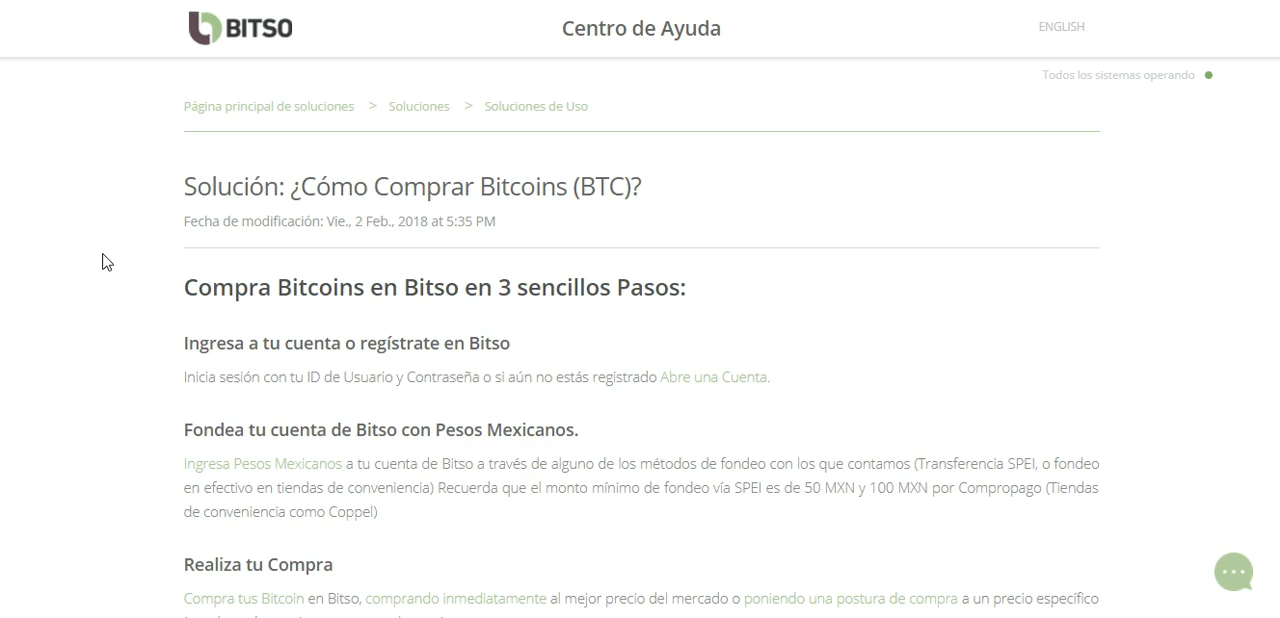 BITSO
Centro de Ayuda
ENGLISH
Todos los sistemas operando
Página principal de soluciones > Soluciones > Soluciones de Uso
Solución: ¿Cómo Comprar Bitcoins (BTC)?
Fecha de modificación: Vie., 2 Feb., 2018 at 5:35 PM
Compra Bitcoins en Bitso en 3 sencillos Pasos:
Ingresa a tu cuenta o regístrate en Bitso
Inicia sesión con tu ID de Usuario y Contraseña o si aún no estás registrado Abre una Cuenta.
Fondea tu cuenta de Bitso con Pesos Mexicanos.
Ingresa Pesos Mexicanos a tu cuenta de Bitso a través de alguno de los métodos de fondeo con los que contamos (Transferencia SPEI, o fondeo
en efectivo en tiendas de conveniencia) Recuerda que el monto mínimo de fondeo vía SPEI es de 50 MXN y 100 MXN por Compropago (Tiendas
de conveniencia como Coppel)
Realiza tu Compra
Compra tus Bitcoin en Bitso, comprando inmediatamente al mejor precio del mercado o poniendo una postura de compra a un precio específico